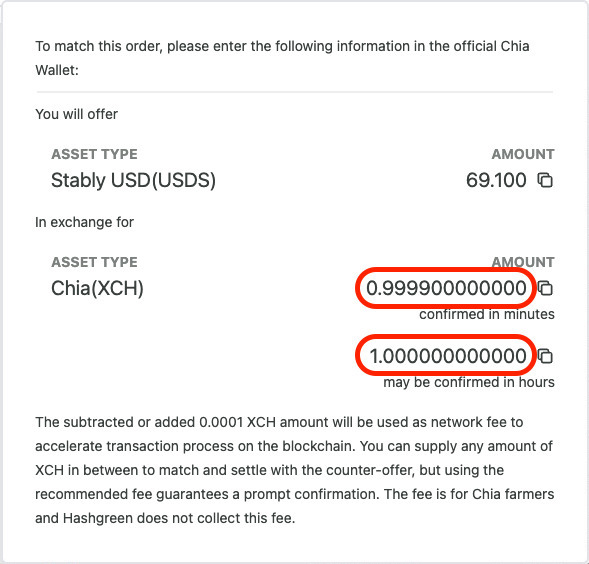 To match this order, please enter the following information in the official Chia
Wallet:
You will offer
ASSET TYPE AMOUNT
Stably USD(USDS) 69.100
In exchange for
ASSET TYPE AMOUNT
Chia(XCH) 0.999900000000
confirmed in minutes
1.000000000000
may be confirmed in hours
The subtracted or added 0.0001 XCH amount will be used as network fee to
accelerate transaction process on the blockchain. You can supply any amount of
XCH in between to match and settle with the counter-offer, but using the
recommended fee guarantees a prompt confirmation. The fee is for Chia farmers
and Hashgreen does not collect this fee.